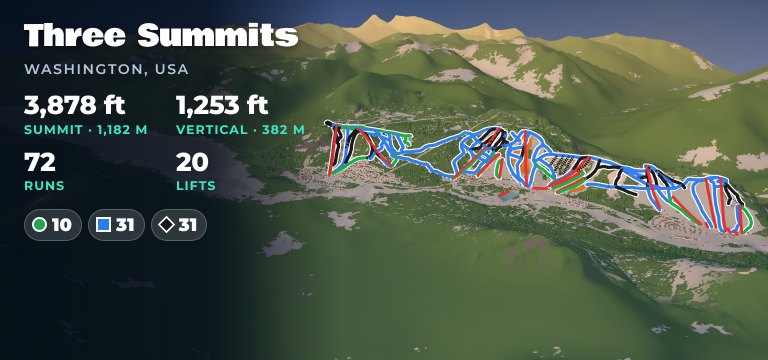 Three Summits
WASHINGTON, USA
3,878 ft 1,253 ft
SUMMIT · 1,182 M VERTICAL · 382 M
72 20
RUNS LIFTS
10 31 31